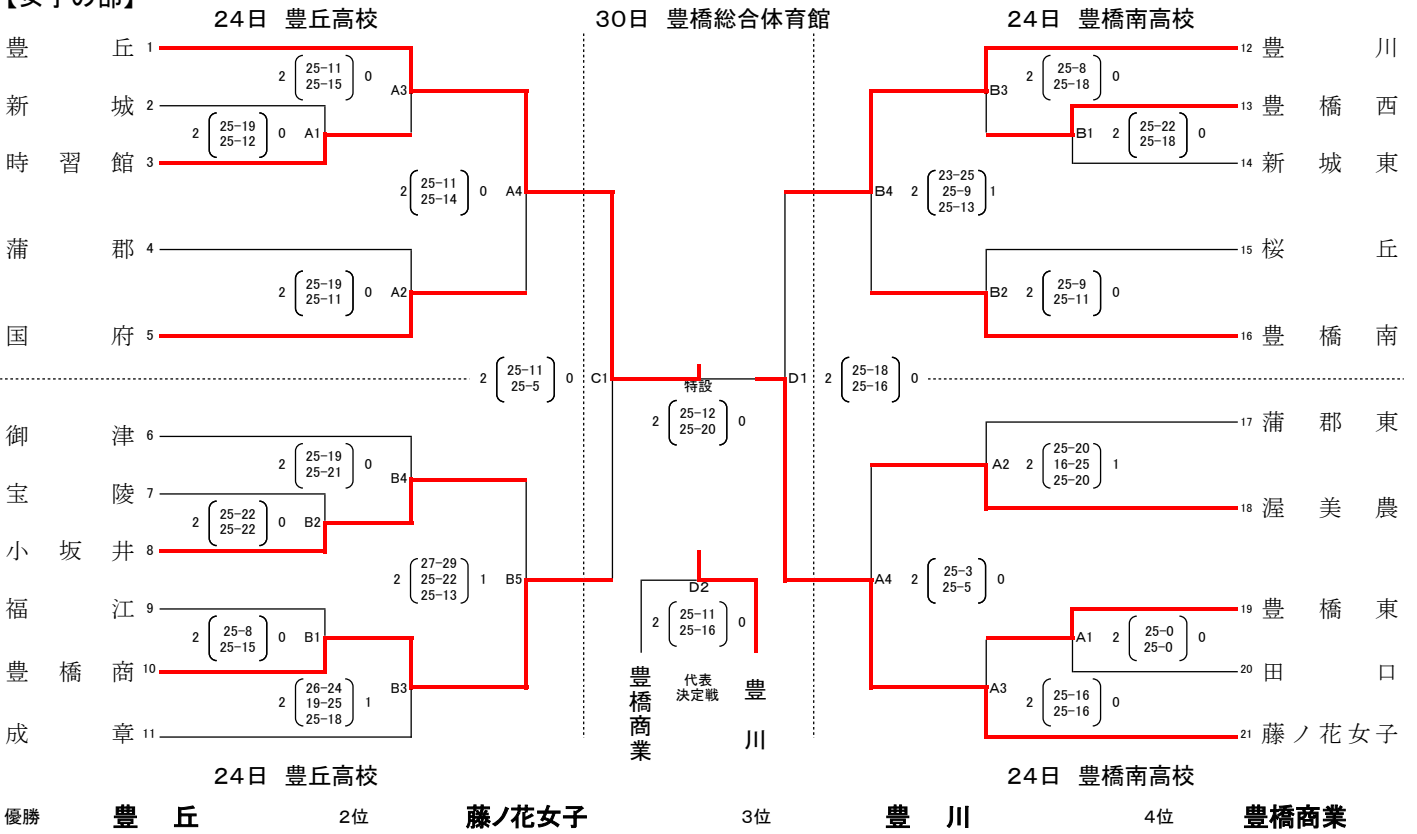 【女子の部】
24日 豊丘高校
30日 豊橋総合体育館
24日 豊橋南高校
豊丘 1
2 25-11 0
25-15
A3
新城 2
2 25-19 0
25-12
A1
時習館 3
2 25-11 0
25-14
A4
蒲郡 4
2 25-19 0
25-11
A2
国府 5
2 25-11 0
25-5
C1
御津 6
2 25-19 0
25-21
B4
宝陵 7
2 25-22 0
25-22
B2
小坂井 8
2 27-29 1
25-22
25-13
B5
福江 9
2 25-8 0
25-15
B1
豊橋商 10
2 26-24 1
19-25
25-18
B3
成章 11
特設
2 25-12 0
25-20
D2
2 25-11 0
25-16
豊橋商業
代表
決定戦
豊川
12 豊川
B3
2 25-8 0
25-18
13 豊橋西
B1
2 25-22 0
25-18
14 新城東
B4
2 23-25 1
25-9
25-13
15 桜丘
B2
2 25-9 0
25-11
16 豊橋南
D1
2 25-18 0
25-16
17 蒲郡東
A2
2 25-20 1
16-25
25-20
18 渥美農
A4
2 25-3 0
25-5
19 豊橋東
A1
2 25-0 0
25-0
20 田口
A3
2 25-16 0
25-16
21 藤ノ花女子
24日 豊丘高校
24日 豊橋南高校
優勝 豊丘 2位 藤ノ花女子 3位 豊川 4位 豊橋商業